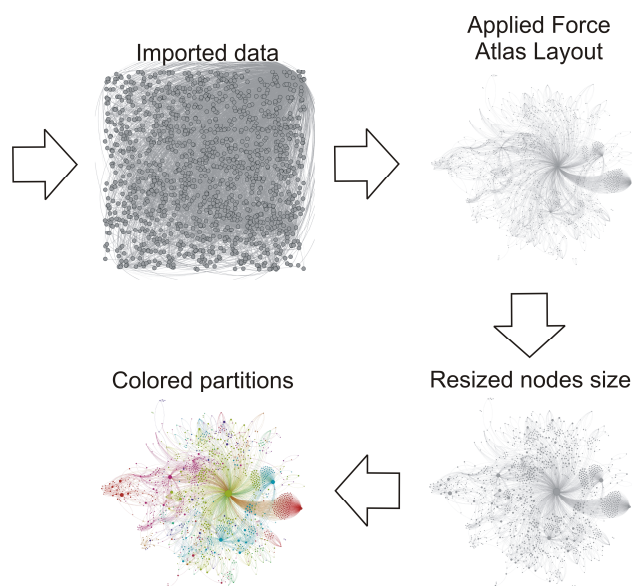 Imported data
Applied Force
Atlas Layout
Colored partitions
Resized nodes size